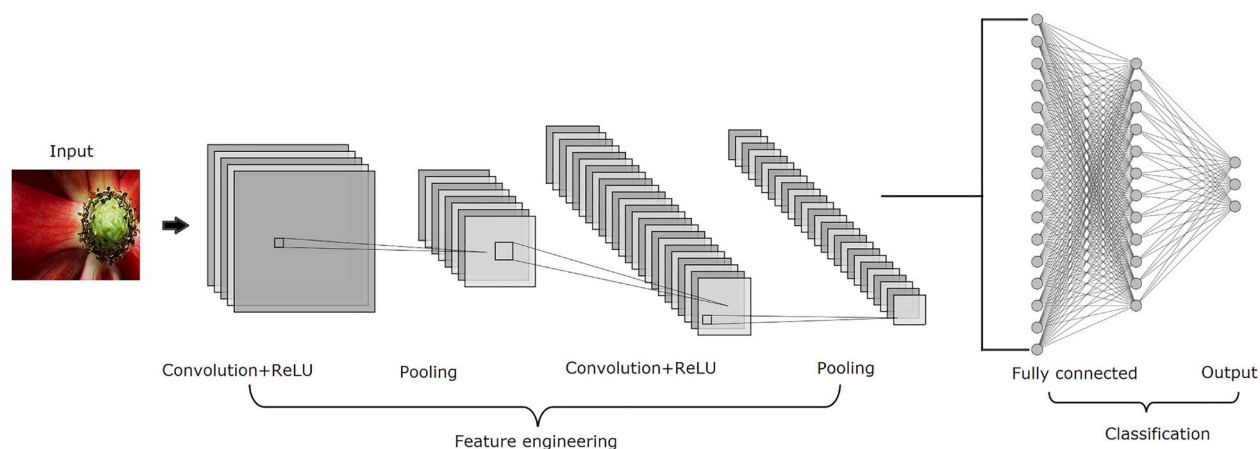 Input
Convolution+ReLU
Pooling
Convolution+ReLU
Pooling
Fully connected
Output
Feature engineering
Classification